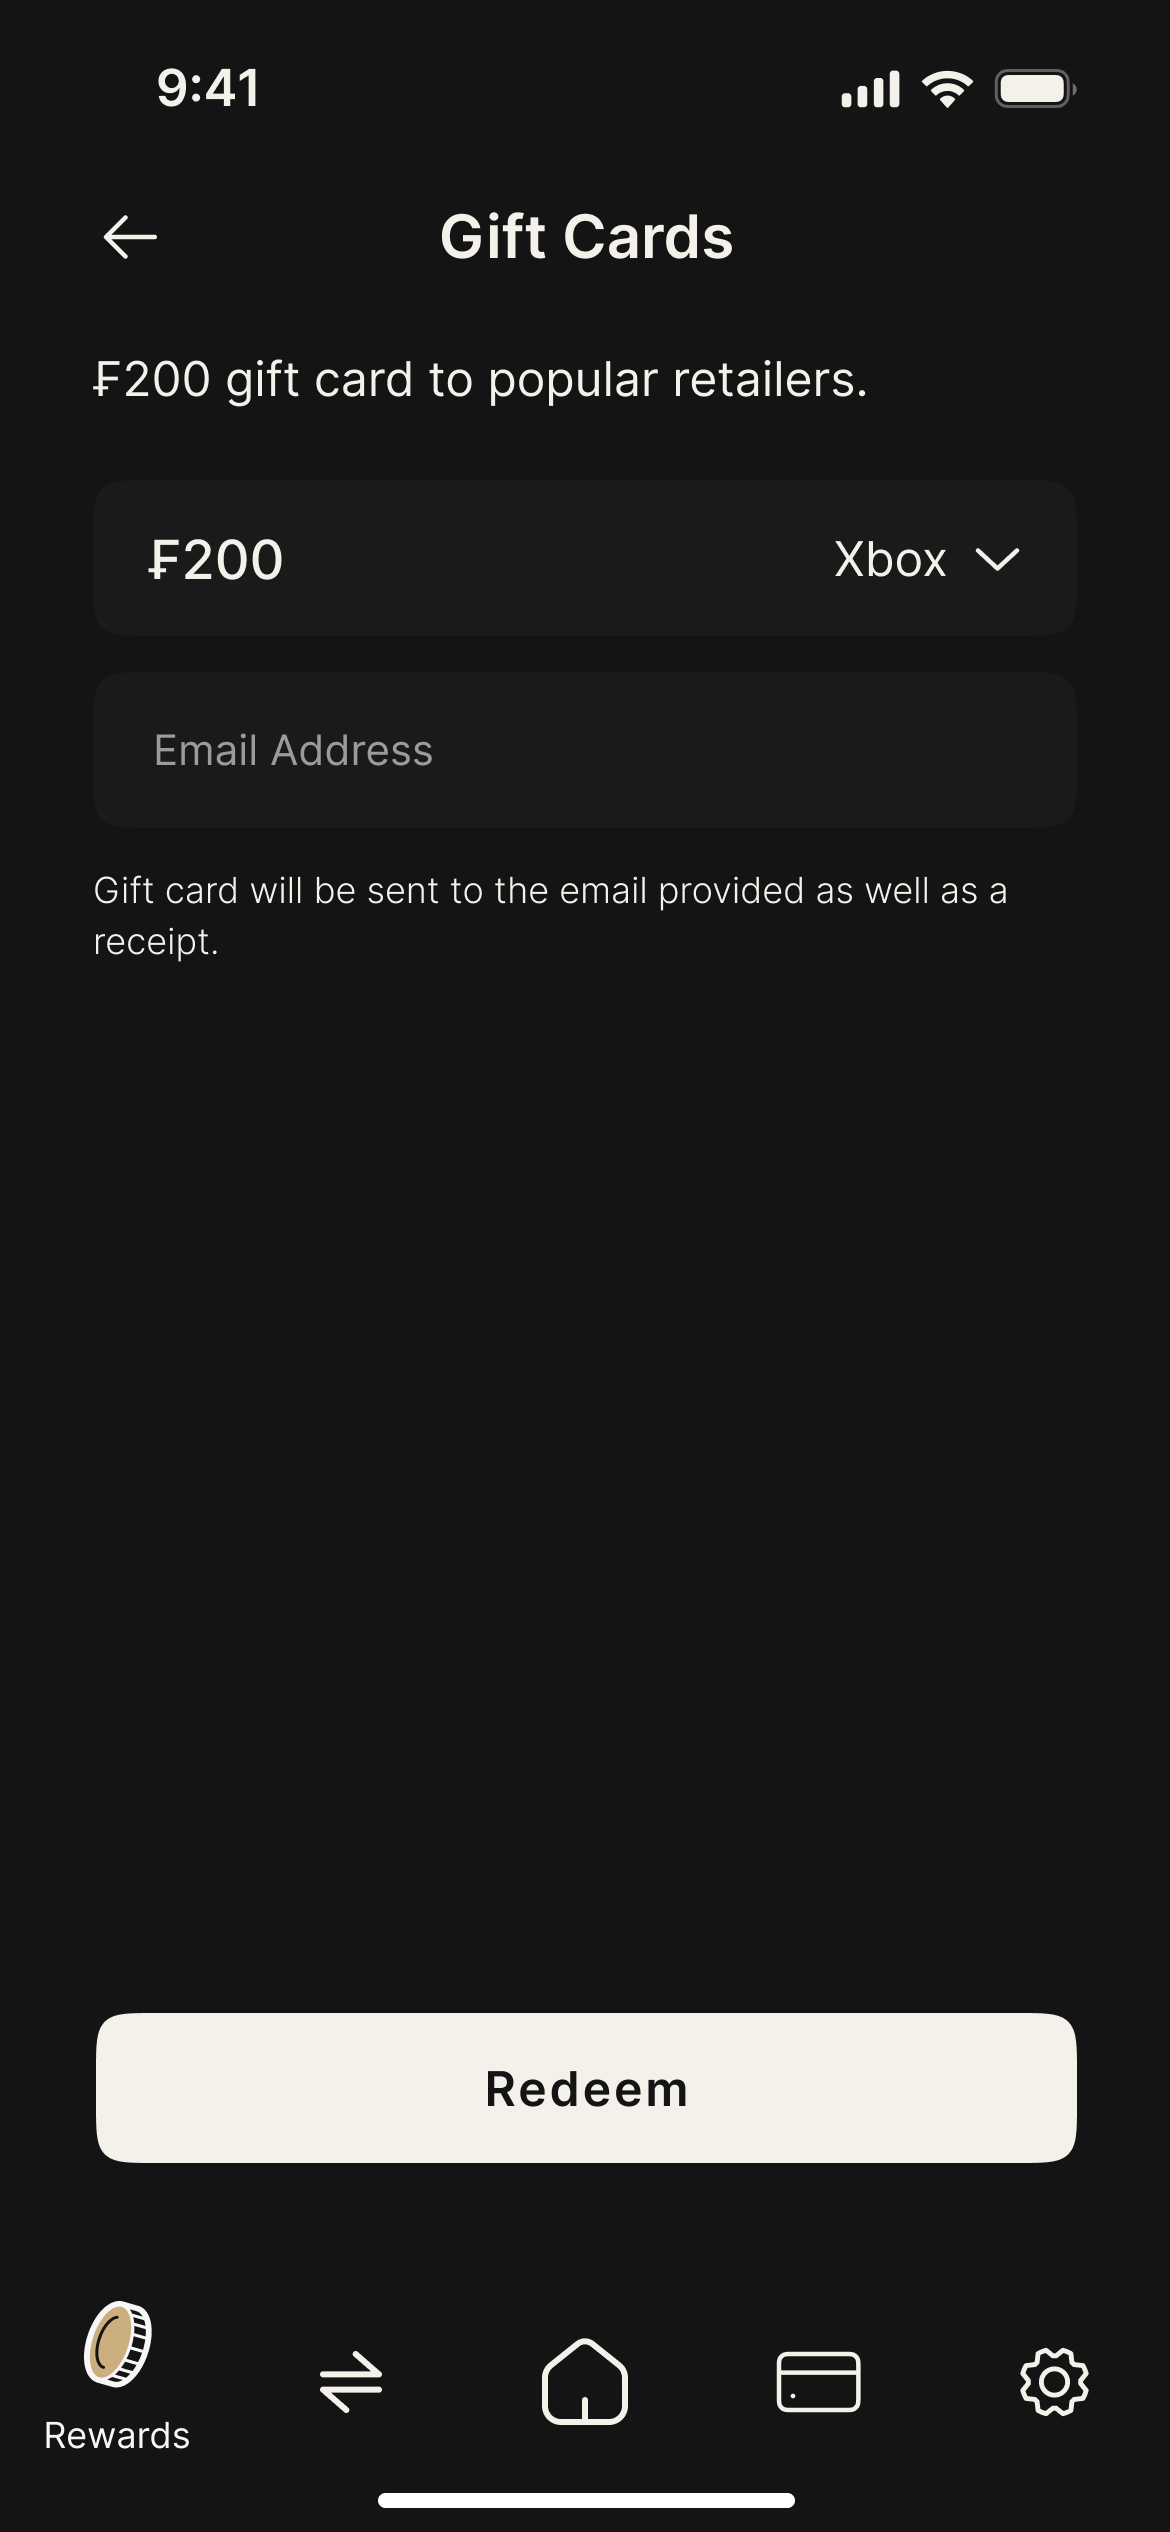 9:41
Gift Cards
₣200 gift card to popular retailers.
₣200
Xbox
Email Address
Gift card will be sent to the email provided as well as a
receipt.
Redeem
Rewards